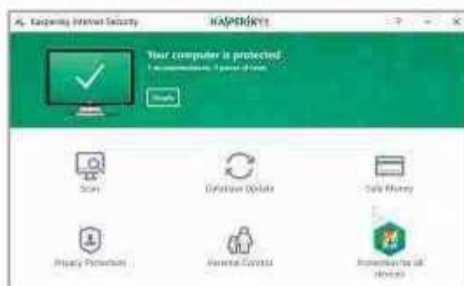 Kaspersky Internet Security
KASPERSKY
Your computer is protected
Details
Scan
Database Update
Safe Money
Privacy Protection
Parental Control
Protection for all
devices